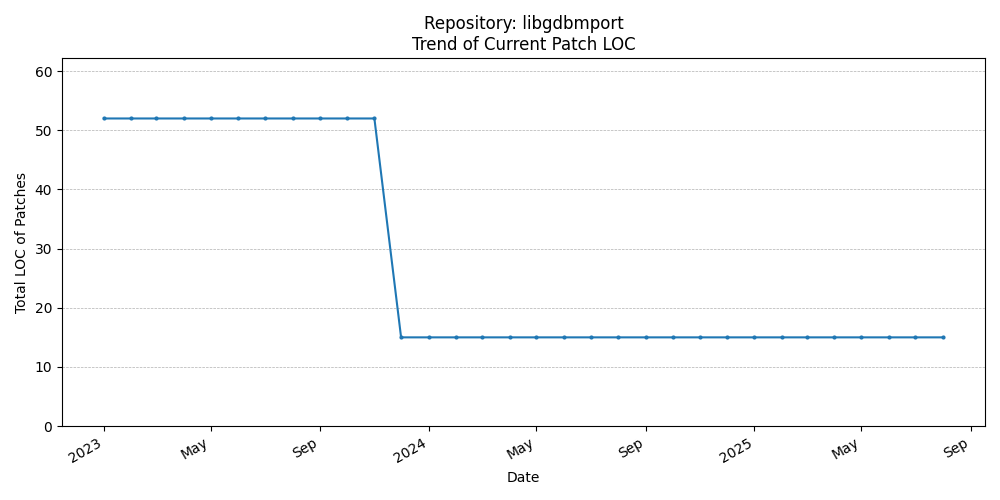 Repository: libgdbmport
Trend of Current Patch LOC
Total LOC of Patches
60
50
40
30
20
10
0
2023
May
Sep
2024
May
Sep
2025
May
Sep
Date